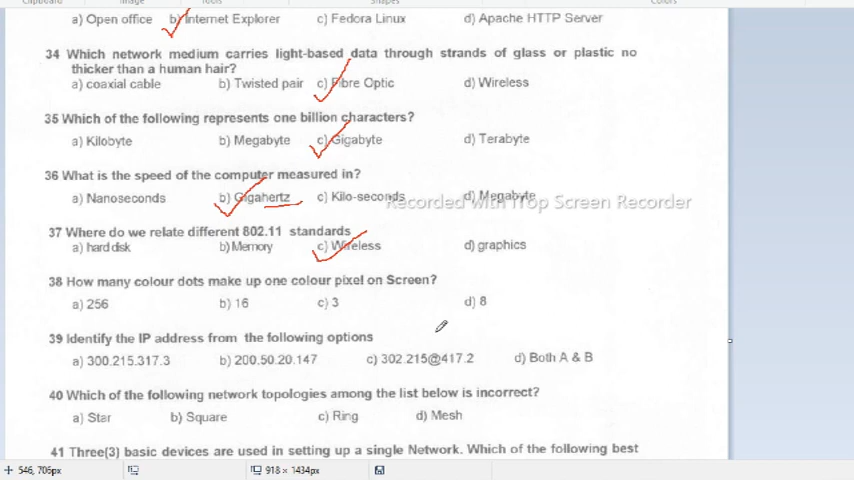 Clipboard Image Tools Shapes Colors
a) Open office b) Internet Explorer c) Fedora Linux d) Apache HTTP Server
34 Which network medium carries light-based data through strands of glass or plastic no
thicker than a human hair?
a) coaxial cable b) Twisted pair c) Fibre Optic d) Wireless
35 Which of the following represents one billion characters?
a) Kilobyte b) Megabyte c) Gigabyte d) Terabyte
36 What is the speed of the computer measured in?
a) Nanoseconds b) Gigahertz c) Kilo-seconds d) Megabyte
Recorded with iTop Screen Recorder
37 Where do we relate different 802.11 standards
a) hard disk b) Memory c) Wireless d) graphics
38 How many colour dots make up one colour pixel on Screen?
a) 256 b) 16 c) 3 d) 8
39 Identify the IP address from the following options
a) 300.215.317.3 b) 200.50.20.147 c) 302.215@417.2 d) Both A & B
40 Which of the following network topologies among the list below is incorrect?
a) Star b) Square c) Ring d) Mesh
41 Three(3) basic devices are used in setting up a single Network. Which of the following best
546, 706px 918 × 1434px